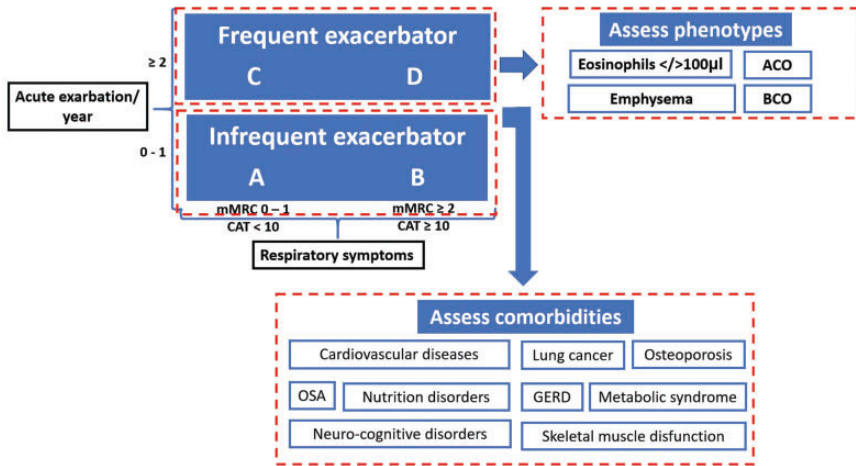 Frequent exacerbator
C D
≥ 2
Acute exarbation/
year
0 - 1
Infrequent exacerbator
A B
mMRC 0 – 1 mMRC ≥ 2
CAT < 10 CAT ≥ 10
Respiratory symptoms
Assess phenotypes
Eosinophils </>100µl ACO
Emphysema BCO
Assess comorbidities
Cardiovascular diseases Lung cancer Osteoporosis
OSA Nutrition disorders GERD Metabolic syndrome
Neuro-cognitive disorders Skeletal muscle disfunction